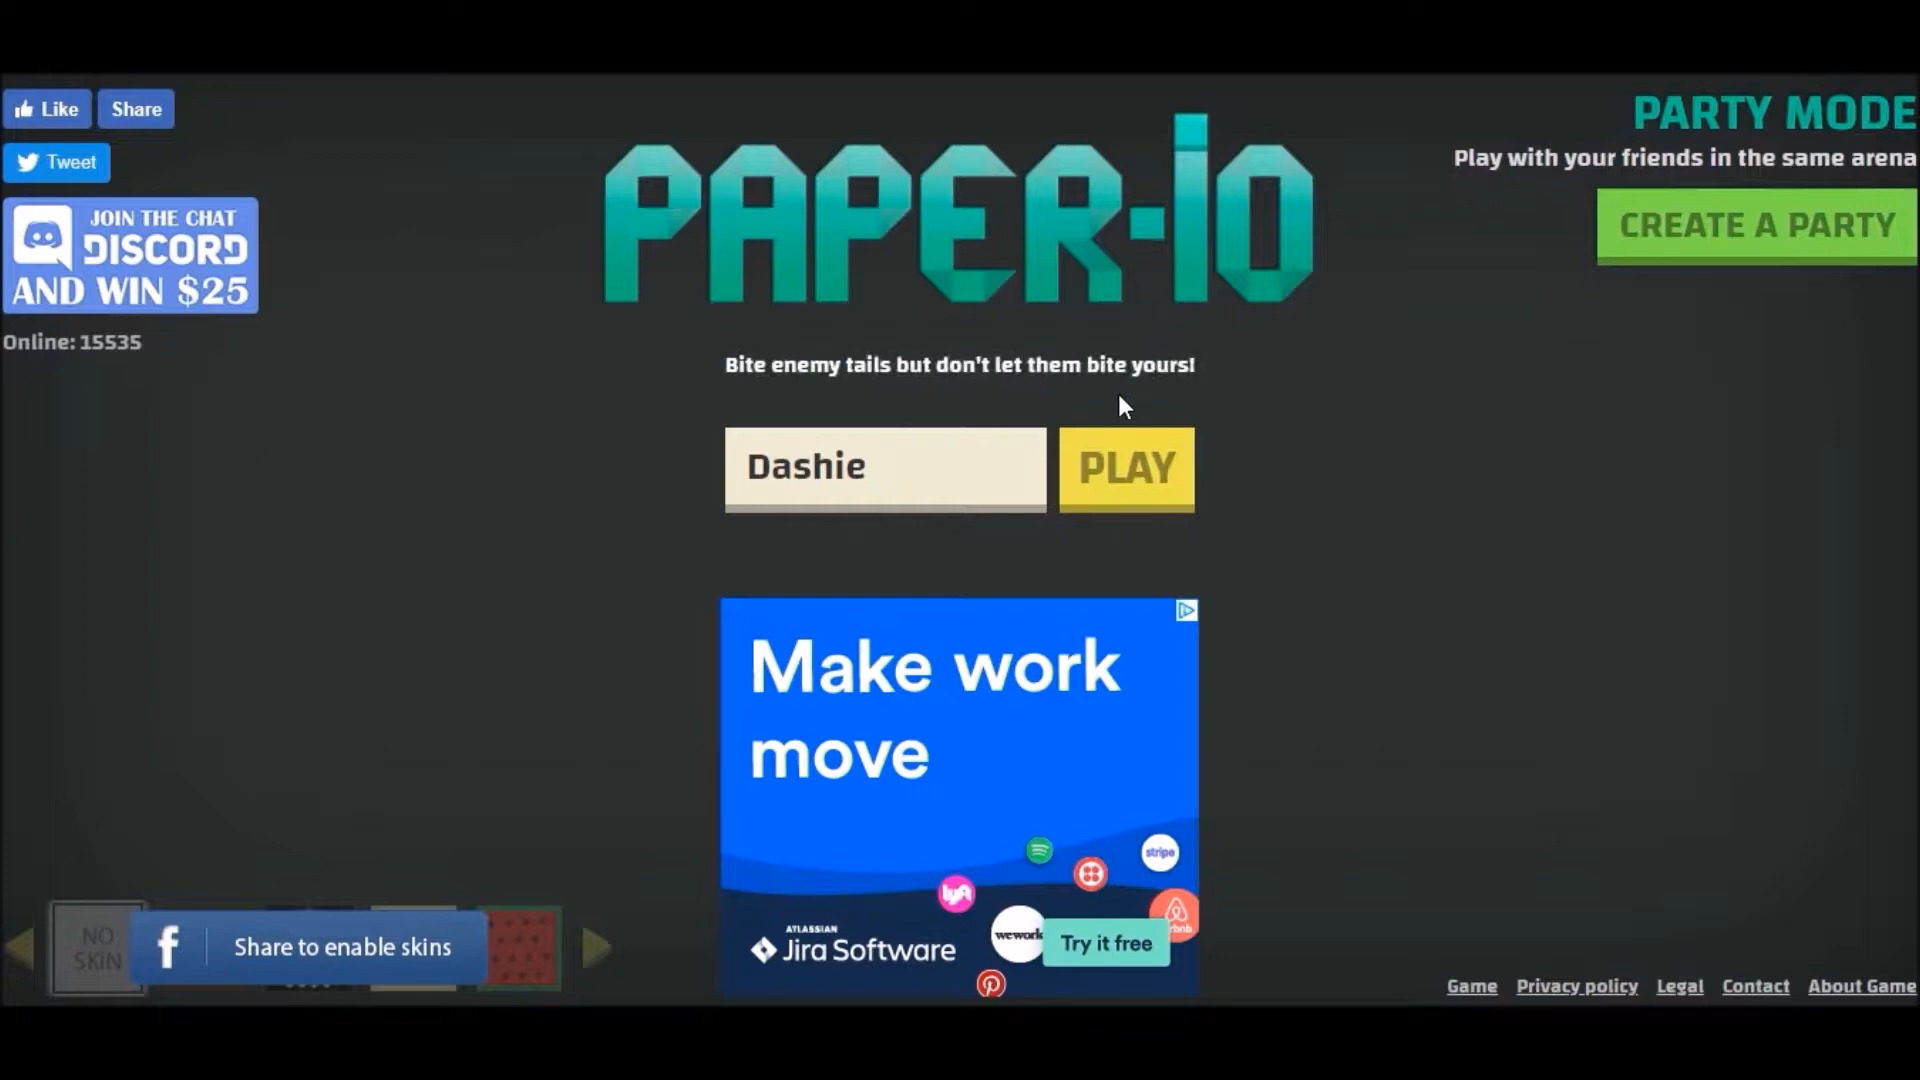 Like
Share
Tweet
JOIN THE CHAT
DISCORD
AND WIN $25
Online: 15535
PAPER-IO
Bite enemy tails but don't let them bite yours!
Dashie
PLAY
PARTY MODE
Play with your friends in the same arena
CREATE A PARTY
Make work
move
stripe
lyft
wework
ATLASSIAN
Jira Software
Try it free
NO
SKIN
f
Share to enable skins
Game
Privacy policy
Legal
Contact
About Game